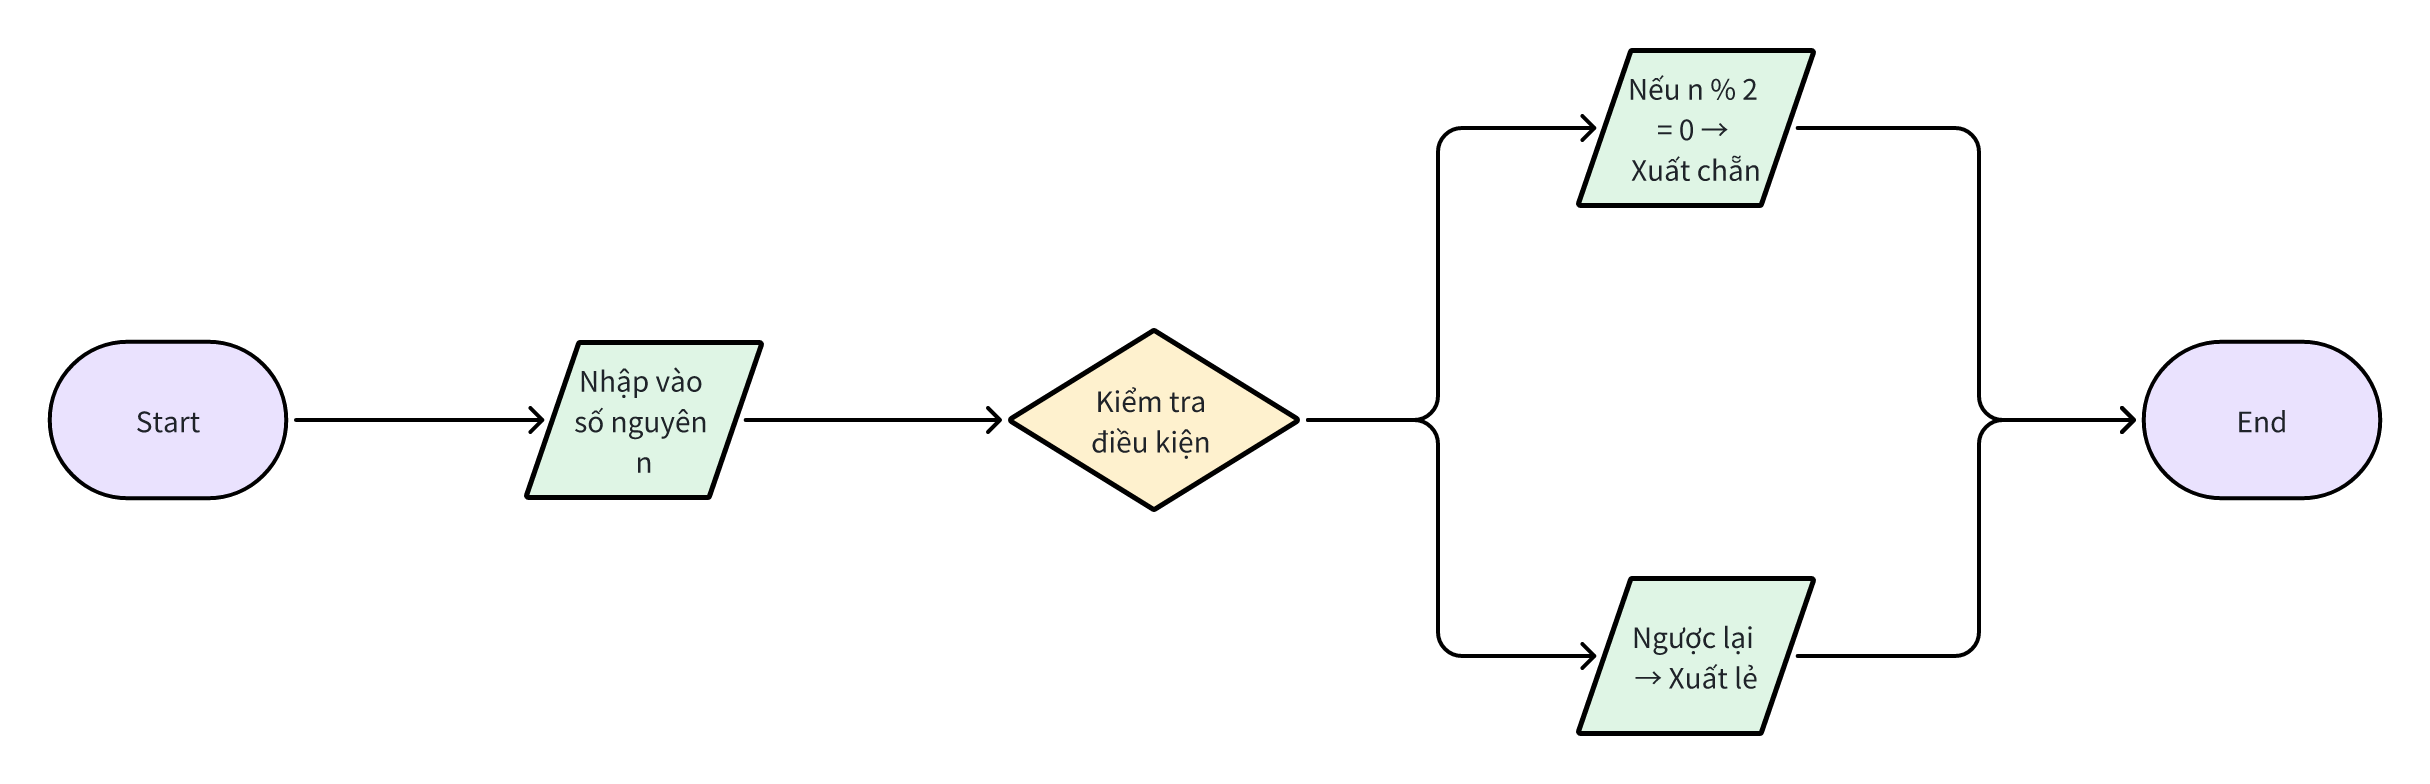 Start
Nhập vào
số nguyên
n
Kiểm tra
điều kiện
Nếu n % 2
= 0 →
Xuất chẵn
Ngược lại
→ Xuất lẻ
End